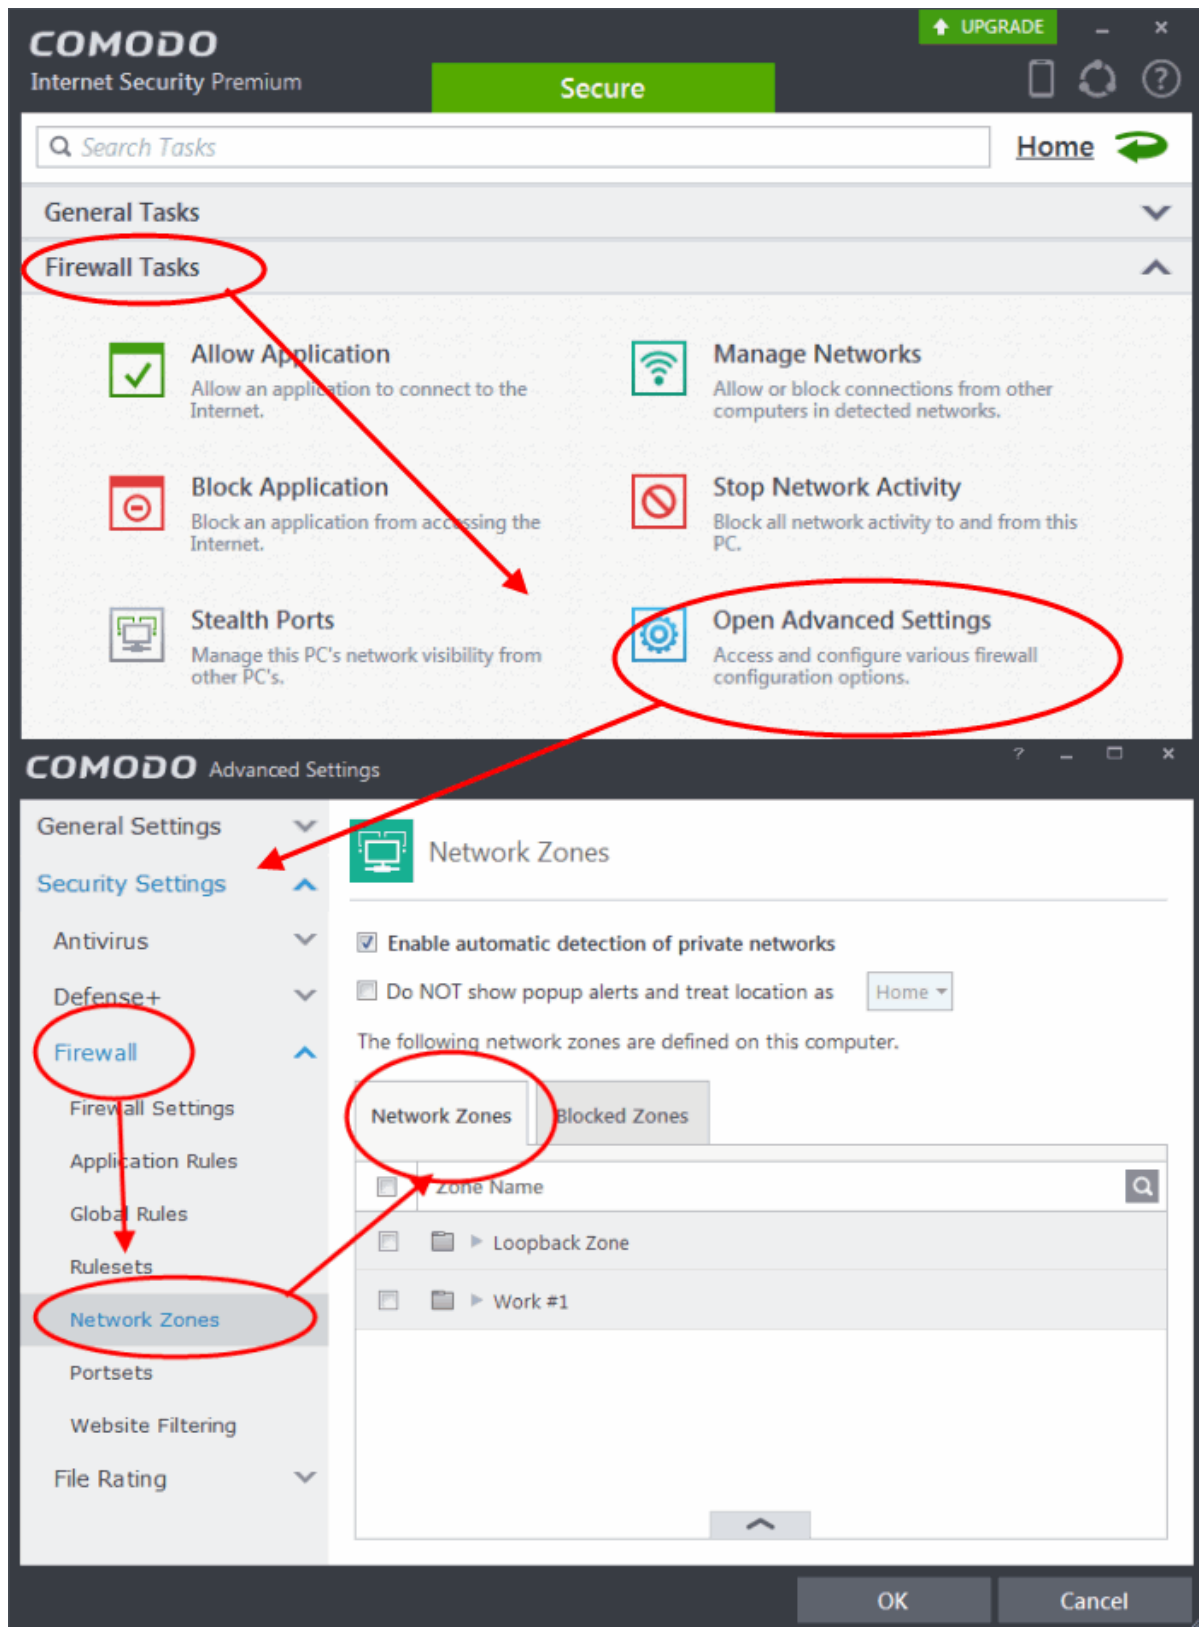 COMODO
Internet Security Premium
UPGRADE
Secure
Search Tasks
Home
General Tasks
Firewall Tasks
Allow Application
Allow an application to connect to the
Internet.
Manage Networks
Allow or block connections from other
computers in detected networks.
Block Application
Block an application from accessing the
Internet.
Stop Network Activity
Block all network activity to and from this
PC.
Stealth Ports
Manage this PC's network visibility from
other PC's.
Open Advanced Settings
Access and configure various firewall
configuration options.
COMODO Advanced Settings
General Settings
Security Settings
Antivirus
Defense+
Firewall
Firewall Settings
Application Rules
Global Rules
Rulesets
Network Zones
Portsets
Website Filtering
File Rating
Network Zones
Enable automatic detection of private networks
Do NOT show popup alerts and treat location as Home
The following network zones are defined on this computer.
Network Zones Blocked Zones
Zone Name
Loopback Zone
Work #1
OK Cancel